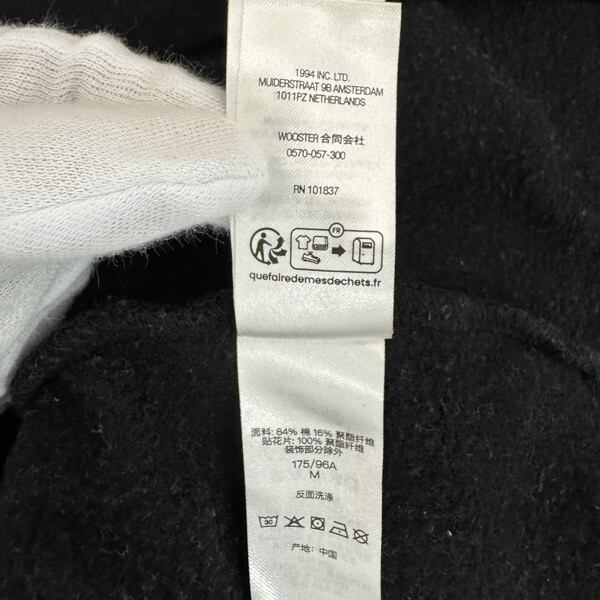 1994 INC. LTD.
MUIDERSTRAAT 9B AMSTERDAM
1011PZ NETHERLANDS
WOOSTER 合同会社
0570-057-300
RN 101837
FR
quefairedemesdechets.fr
面料: 84% 棉 16% 聚酯纤维
贴花片: 100% 聚酯纤维
装饰部分除外
175/96A
M
反面洗涤
30
产地: 中国